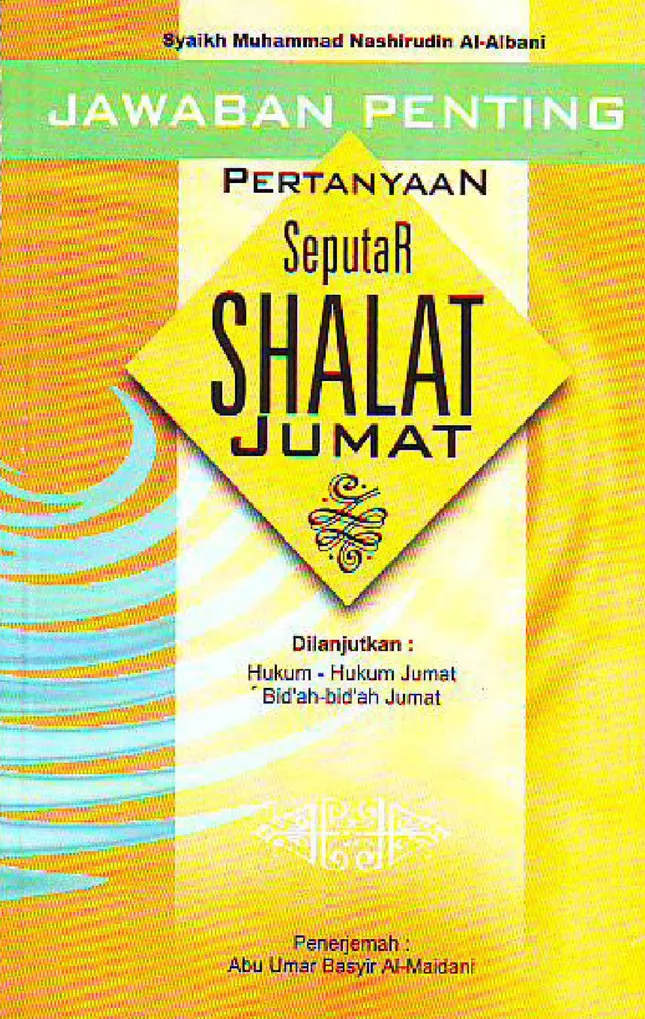 Syaikh Muhammad Nashirudin Al-Albani
JAWABAN PENTING
PERTANYAAN
SeputaR
SHALAT
JUMAT
Dilanjutkan :
Hukum - Hukum Jumat
Bid'ah-bid'ah Jumat
Penerjemah :
Abu Umar Basyir Al-Maidani